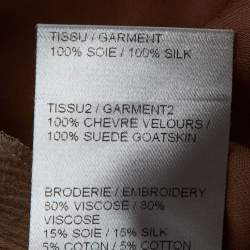 TISSU / GARMENT
100% SOIE / 100% SILK
TISSU2 / GARMENT2
100% CHEVRE VELOURS /
100% SUEDE GOATSKIN
BRODERIE / EMBROIDERY
80% VISCOSE / 80%
VISCOSE
15% SOIE / 15% SILK
5% COTON / 5% COTTON